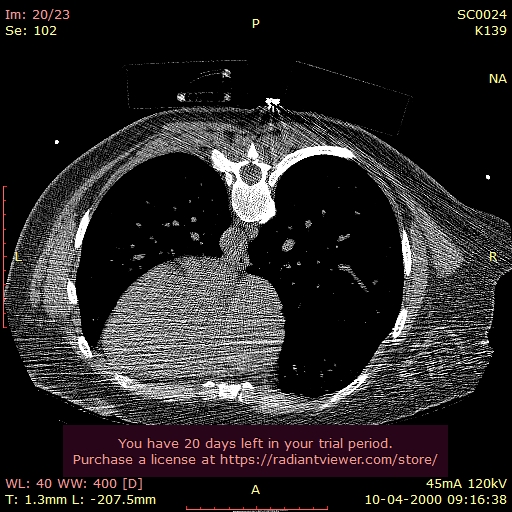 Im: 20/23
Se: 102
P
SC0024
K139
NA
L
R
You have 20 days left in your trial period.
Purchase a license at https://radiantviewer.com/store/
WL: 40 WW: 400 [D]
T: 1.3mm L: -207.5mm
A
45mA 120kV
10-04-2000 09:16:38